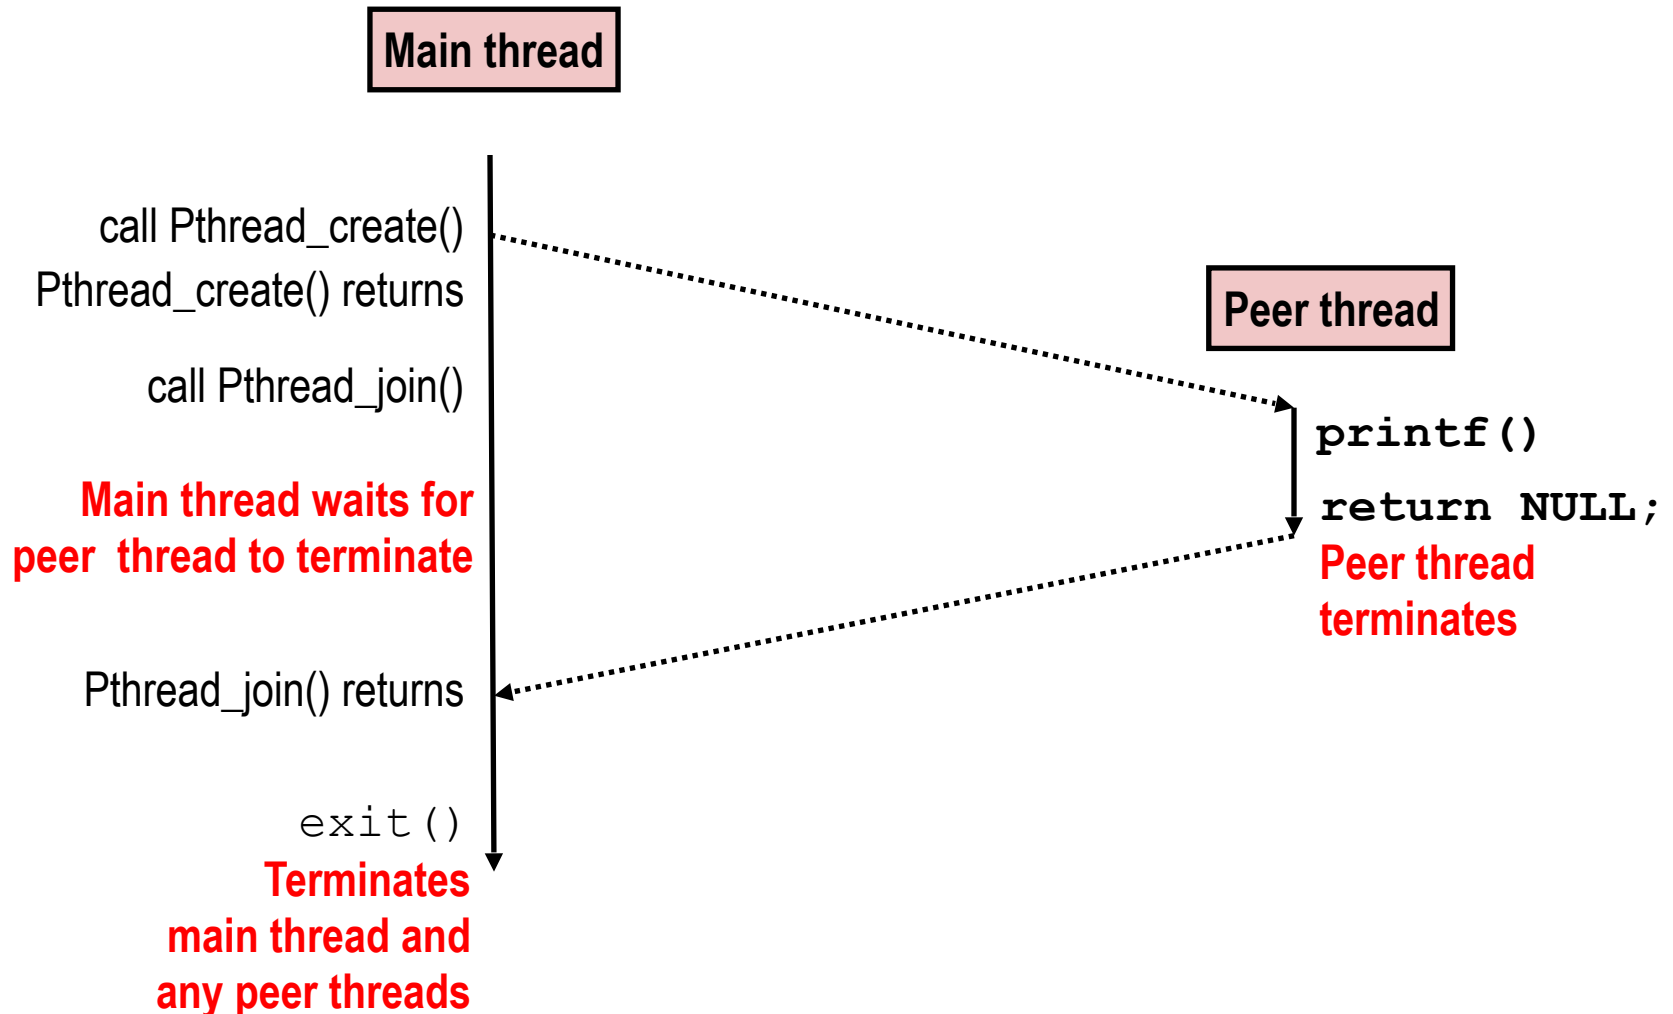 Main thread
call Pthread_create()
Pthread_create() returns
Peer thread
call Pthread_join()
printf()
Main thread waits for
peer  thread to terminate
return NULL;
Peer thread
terminates
Pthread_join() returns
exit()
Terminates
main thread and
any peer threads